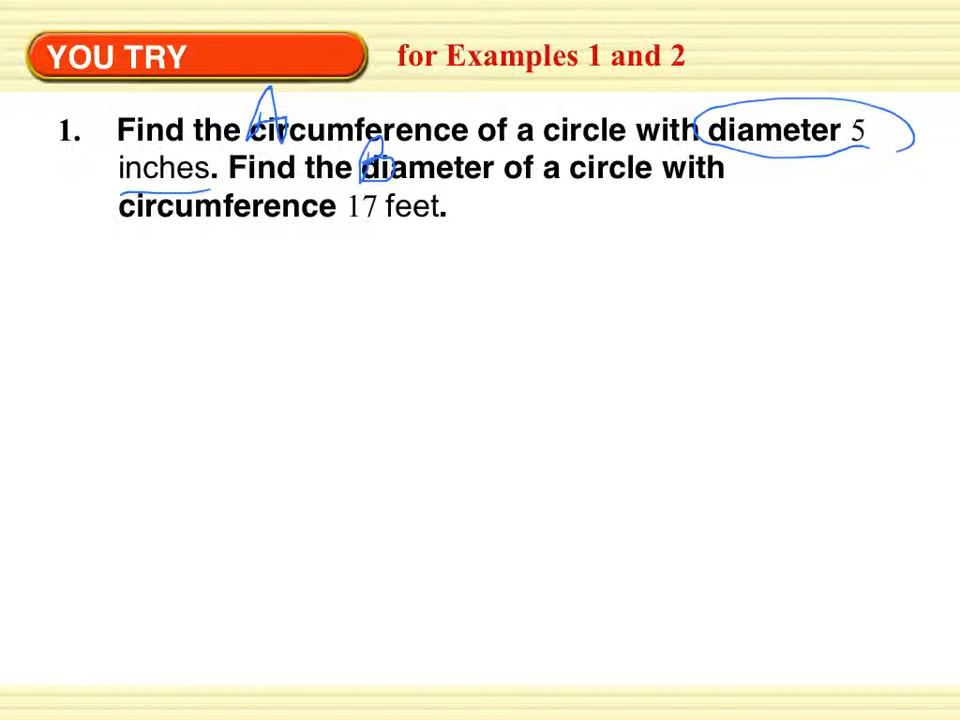 YOU TRY
for Examples 1 and 2
A
1. Find the circumference of a circle with diameter 5
B
inches. Find the diameter of a circle with
circumference 17 feet.